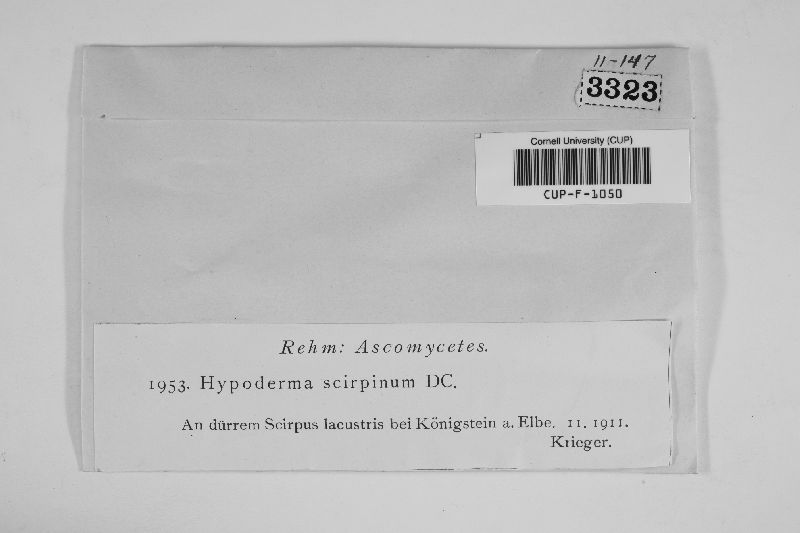 11-147
3323
Cornell University (CUP)
CUP-F-1050
Rehm: Ascomycetes.
1953. Hypoderma scirpinum DC.
An dürrem Scirpus lacustris bei Königstein a. Elbe. 11. 1911.
Krieger.